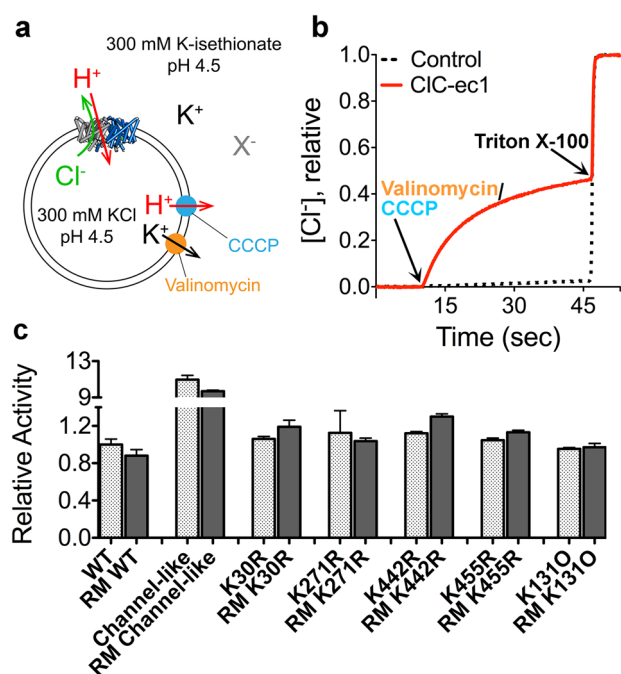 a
300 mM K-isethionate
pH 4.5
H+
K+
X-
Cl-
300 mM KCl
pH 4.5
H+
K+
CCCP
Valinomycin
b
[Cl-], relative
1.0
0.8
0.6
0.4
0.2
0.0
Control
ClC-ec1
Triton X-100
Valinomycin/
CCCP
15
30
45
Time (sec)
c
Relative Activity
13
9
1.2
0.8
0.4
0.0
WT
RM WT
Channel-like
RM Channel-like
K30R
RM K30R
K271R
RM K271R
K442R
RM K442R
K455R
RM K455R
K131O
RM K131O